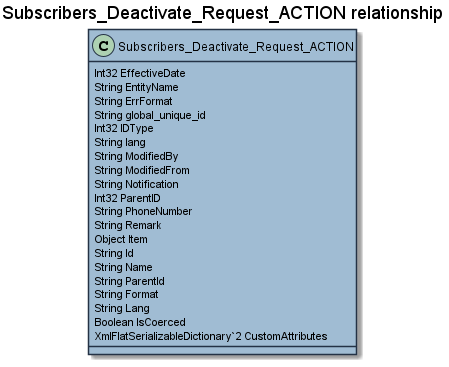 Subscribers_Deactivate_Request_ACTION relationship
C Subscribers_Deactivate_Request_ACTION
Int32 EffectiveDate
String EntityName
String ErrFormat
String global_unique_id
Int32 IDType
String lang
String ModifiedBy
String ModifiedFrom
String Notification
Int32 ParentID
String PhoneNumber
String Remark
Object Item
String Id
String Name
String ParentId
String Format
String Lang
Boolean IsCoerced
XmlFlatSerializableDictionary`2 CustomAttributes